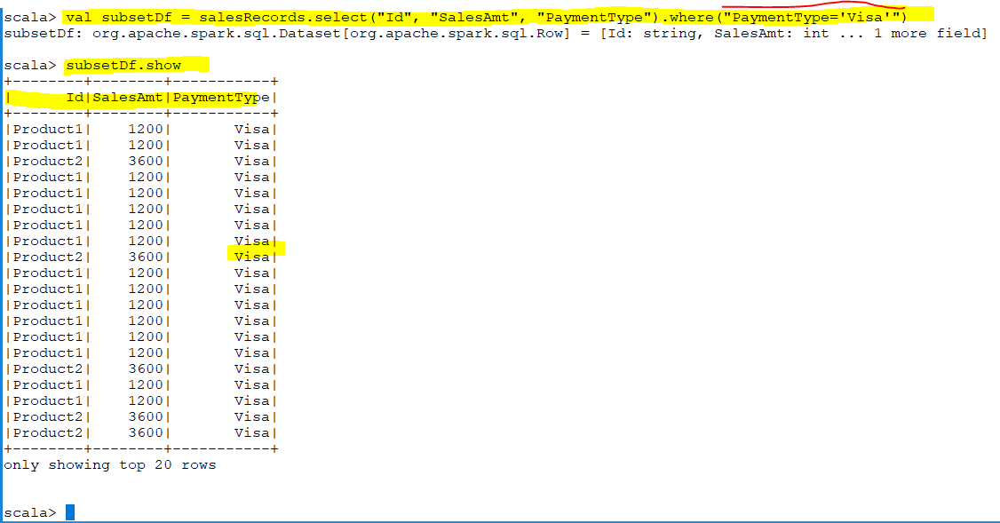 scala> val subsetDf = salesRecords.select("Id", "SalesAmt", "PaymentType").where("PaymentType='Visa'")
subsetDf: org.apache.spark.sql.Dataset[org.apache.spark.sql.Row] = [Id: string, SalesAmt: int ... 1 more field]
scala> subsetDf.show
+--------+--------+-----------+
|      Id|SalesAmt|PaymentType|
+--------+--------+-----------+
|Product1|    1200|       Visa|
|Product1|    1200|       Visa|
|Product2|    3600|       Visa|
|Product1|    1200|       Visa|
|Product1|    1200|       Visa|
|Product1|    1200|       Visa|
|Product1|    1200|       Visa|
|Product1|    1200|       Visa|
|Product2|    3600|       Visa|
|Product1|    1200|       Visa|
|Product1|    1200|       Visa|
|Product1|    1200|       Visa|
|Product1|    1200|       Visa|
|Product1|    1200|       Visa|
|Product1|    1200|       Visa|
|Product2|    3600|       Visa|
|Product1|    1200|       Visa|
|Product1|    1200|       Visa|
|Product2|    3600|       Visa|
|Product2|    3600|       Visa|
+--------+--------+-----------+
only showing top 20 rows
scala>